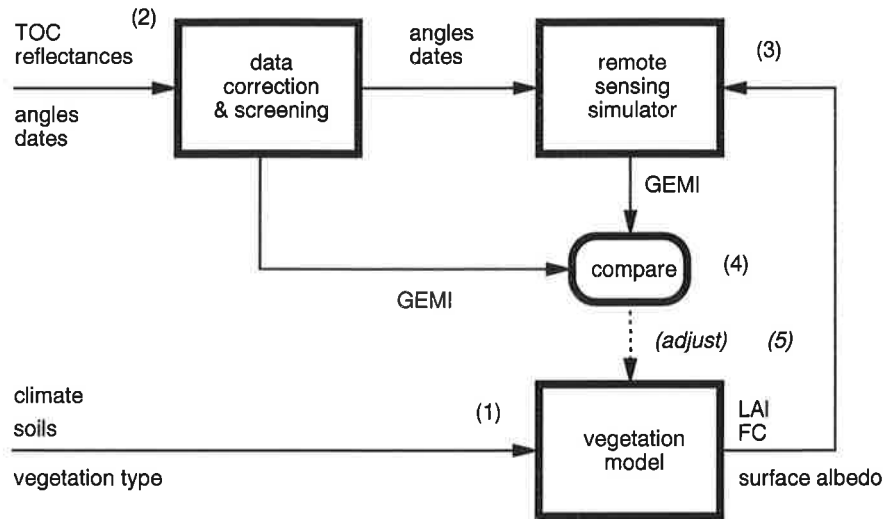 (2)
TOC
reflectances
angles
dates
data
correction
& screening
angles
dates
remote
sensing
simulator
(3)
GEMI
compare
(4)
GEMI
(adjust)
(5)
climate
soils
vegetation type
(1)
vegetation
model
LAI
FC
surface albedo